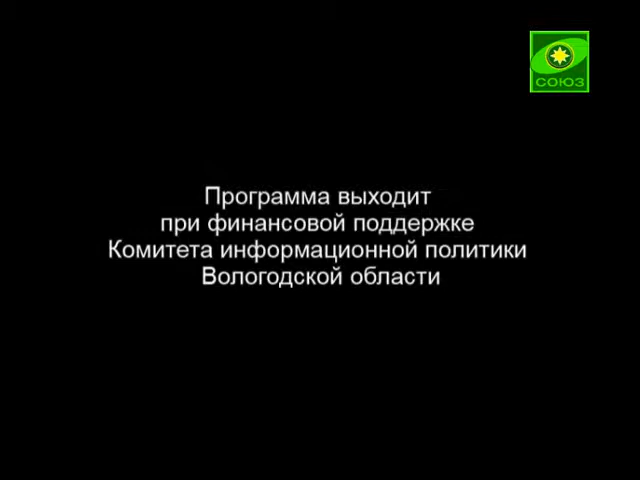 СОЮЗ
Программа выходит
при финансовой поддержке
Комитета информационной политики
Вологодской области